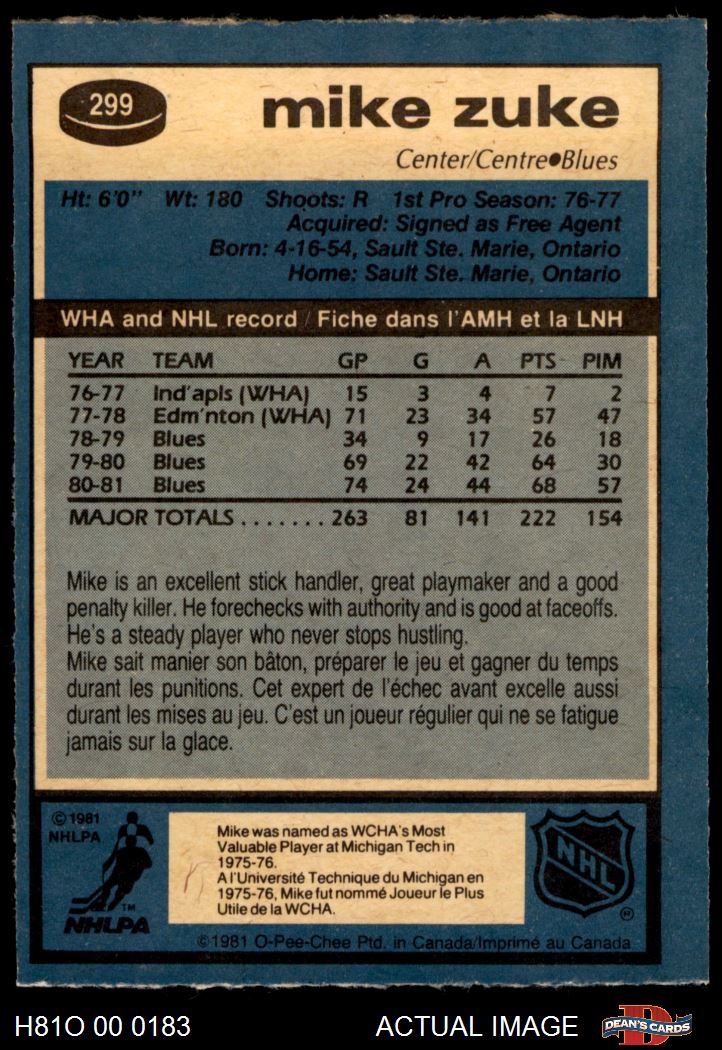 299
mike zuke
Center/Centre●Blues
Ht: 6'0" Wt: 180 Shoots: R 1st Pro Season: 76-77
Acquired: Signed as Free Agent
Born: 4-16-54, Sault Ste. Marie, Ontario
Home: Sault Ste. Marie, Ontario
WHA and NHL record / Fiche dans l'AMH et la LNH
YEAR TEAM GP G A PTS PIM
76-77 Ind'apls (WHA) 15 3 4 7 2
77-78 Edm'nton (WHA) 71 23 34 57 47
78-79 Blues 34 9 17 26 18
79-80 Blues 69 22 42 64 30
80-81 Blues 74 24 44 68 57
MAJOR TOTALS ....... 263 81 141 222 154
Mike is an excellent stick handler, great playmaker and a good
penalty killer. He forechecks with authority and is good at faceoffs.
He's a steady player who never stops hustling.
Mike sait manier son bâton, préparer le jeu et gagner du temps
durant les punitions. Cet expert de l'échec avant excelle aussi
durant les mises au jeu. C'est un joueur régulier qui ne se fatigue
jamais sur la glace.
© 1981
NHLPA
TM
NHLPA
Mike was named as WCHA's Most
Valuable Player at Michigan Tech in
1975-76.
A l'Université Technique du Michigan en
1975-76, Mike fut nommé Joueur le Plus
Utile de la WCHA.
NHL
®
©1981 O-Pee-Chee Ptd. in Canada/Imprimé au Canada
H81O 00 0183
ACTUAL IMAGE
D
DEAN'S CARDS